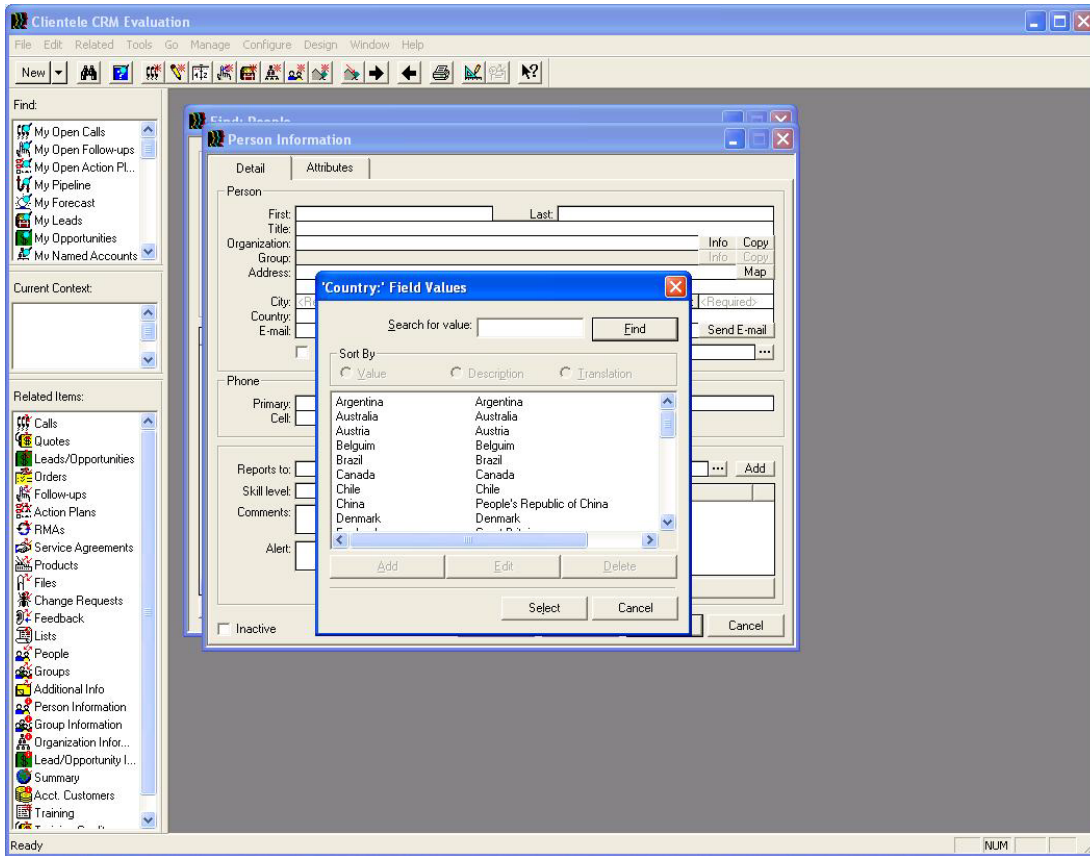 Clientele CRM Evaluation
File Edit Related Tools Go Manage Configure Design Window Help
New
Find:
My Open Calls
My Open Follow-ups
My Open Action Pl...
My Pipeline
My Forecast
My Leads
My Opportunities
My Named Accounts
Current Context:
Related Items:
Calls
Quotes
Leads/Opportunities
Orders
Follow-ups
Action Plans
RMAs
Service Agreements
Products
Files
Change Requests
Feedback
Lists
People
Groups
Additional Info
Person Information
Group Information
Organization Infor...
Lead/Opportunity I...
Summary
Acct. Customers
Training
Find: People
Person Information
Detail Attributes
Person
First: Last:
Title:
Organization: Info Copy
Group: Info Copy
Address: Map
City: <Required>
Country:
E-mail: Send E-mail
...
Phone
Primary:
Cell:
Reports to: ... Add
Skill level:
Comments:
Alert:
Inactive Cancel
'Country:' Field Values
Search for value: Find
Sort By
Value Description Translation
Argentina Argentina
Australia Australia
Austria Austria
Belguim Belguim
Brazil Brazil
Canada Canada
Chile Chile
China People's Republic of China
Denmark Denmark
Add Edit Delete
Select Cancel
Ready NUM